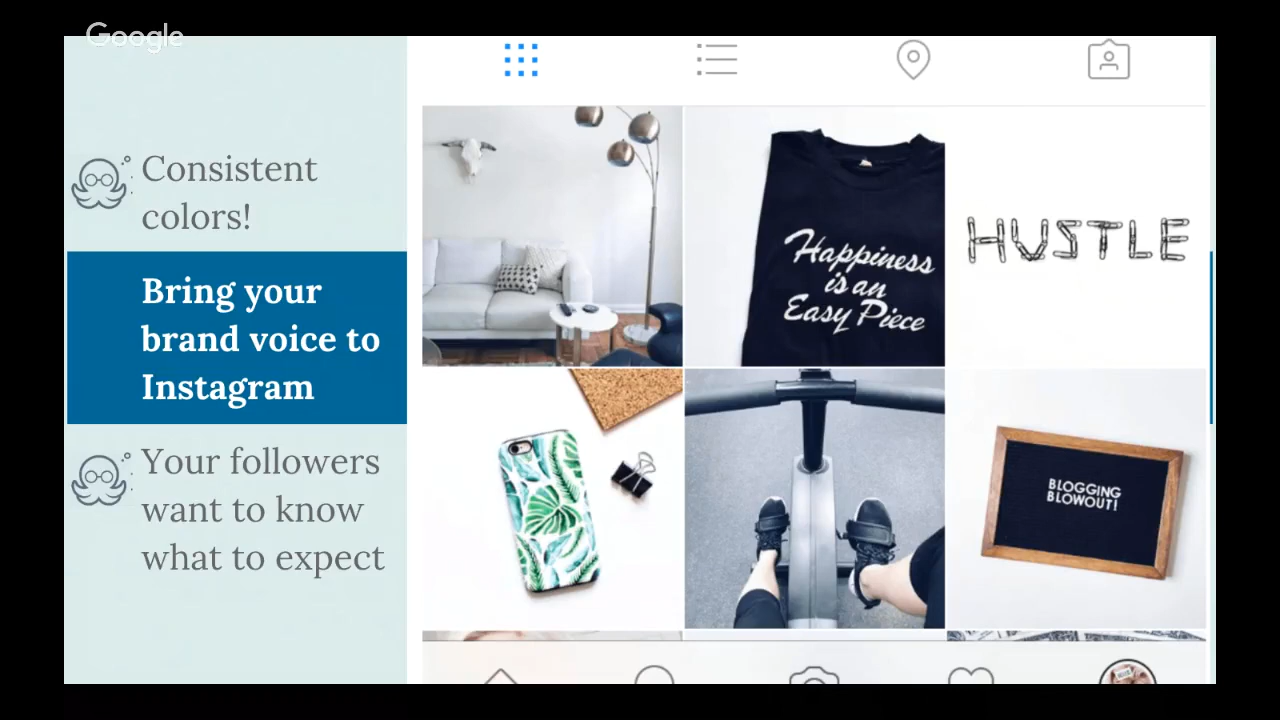 Google
Consistent
colors!
Bring your
brand voice to
Instagram
Your followers
want to know
what to expect
Happiness
is an
Easy Piece
HUSTLE
BLOGGING
BLOWOUT!